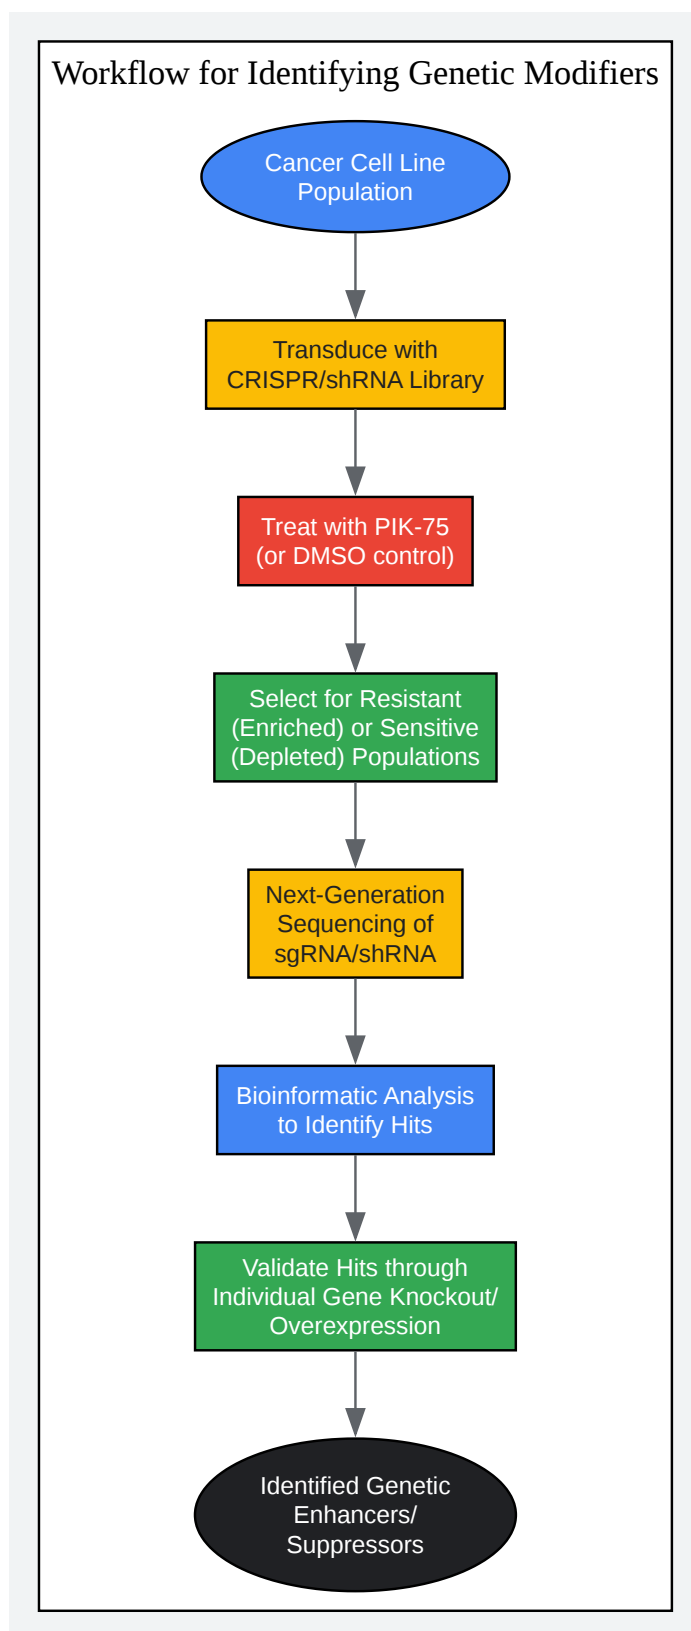 Workflow for Identifying Genetic Modifiers
Cancer Cell Line
Population
Transduce with
CRISPR/shRNA Library
Treat with PIK-75
(or DMSO control)
Select for Resistant
(Enriched) or Sensitive
(Depleted) Populations
Next-Generation
Sequencing of
sgRNA/shRNA
Bioinformatic Analysis
to Identify Hits
Validate Hits through
Individual Gene Knockout/
Overexpression
Identified Genetic
Enhancers/
Suppressors